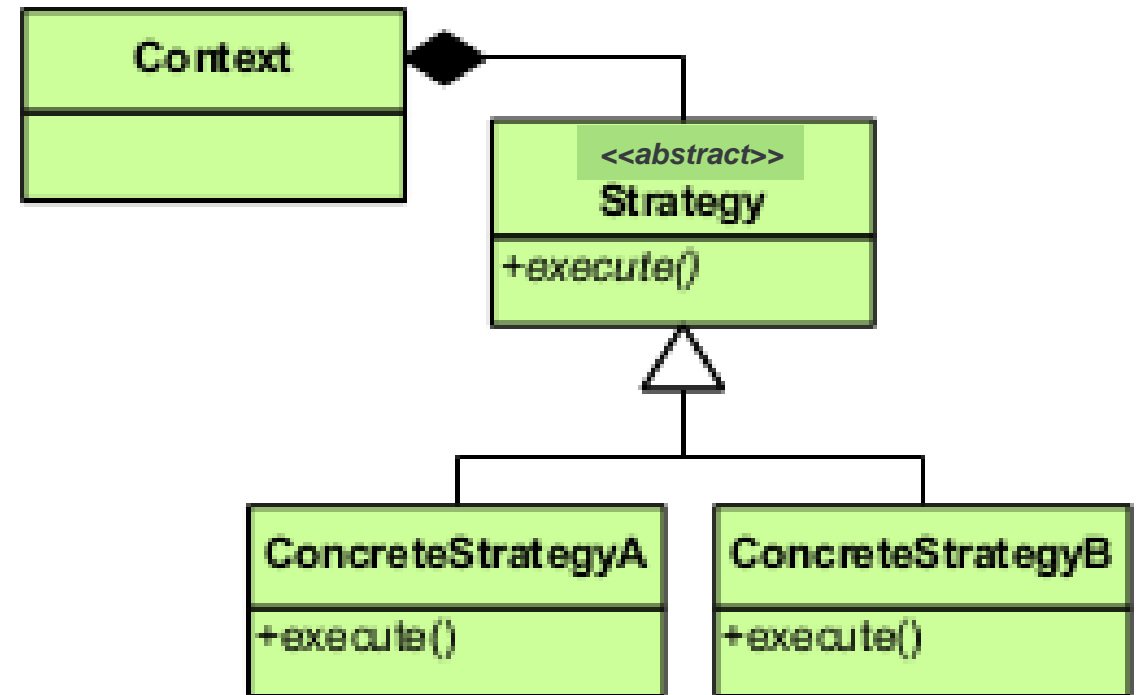 Context
<<abstract>>
Strategy
+execute()
ConcreteStrategyA
+execute()
ConcreteStrategyB
+execute()